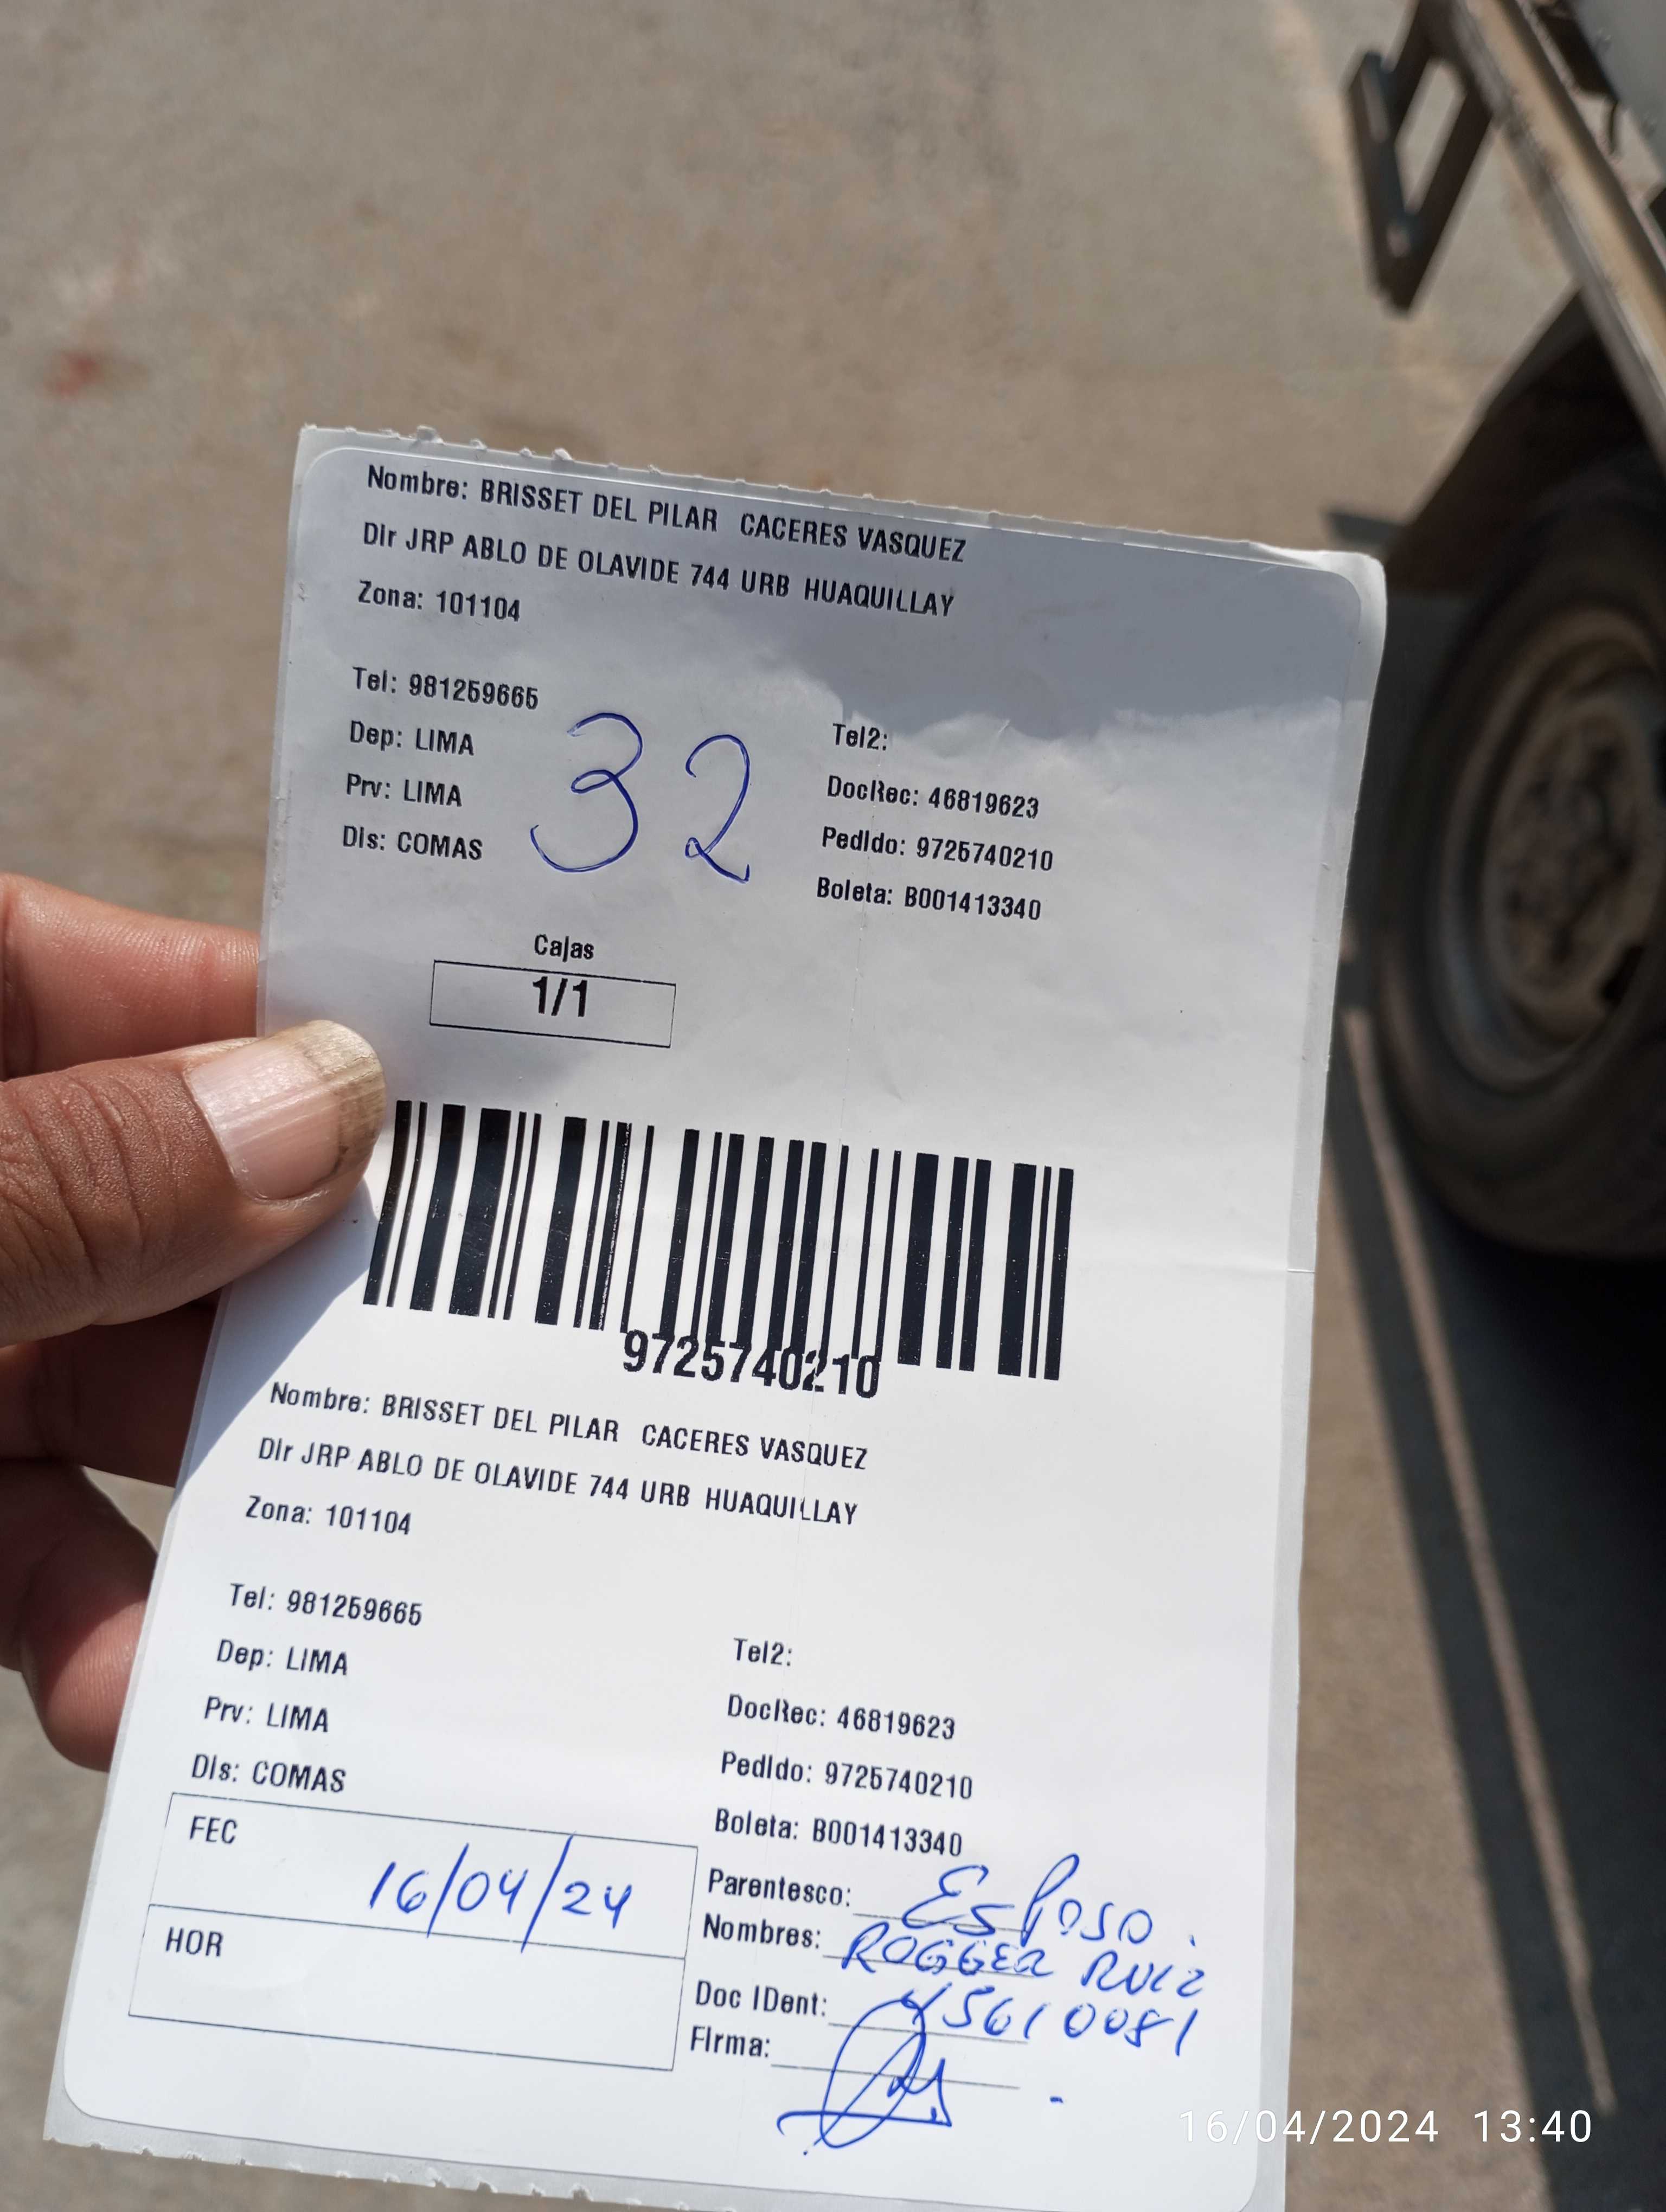 Nombre: BRISSET DEL PILAR CACERES VASQUEZ
Dir JRP ABLO DE OLAVIDE 744 URB HUAQUILLAY
Zona: 101104
Tel: 981259665
Tel2:
Dep: LIMA
32
DocRec: 46819623
Prv: LIMA
Pedido: 9725740210
Dis: COMAS
Boleta: B001413340
Cajas
1/1
9725740210
Nombre: BRISSET DEL PILAR CACERES VASQUEZ
Dir JRP ABLO DE OLAVIDE 744 URB HUAQUILLAY
Zona: 101104
Tel: 981259665
Tel2:
Dep: LIMA
DocRec: 46819623
Prv: LIMA
Pedido: 9725740210
Dis: COMAS
Boleta: B001413340
FEC 16/04/24
HOR
Parentesco: Esposo.
Nombres: ROGGER RUIZ
Doc IDent: 45610081
Firma:
16/04/2024 13:40